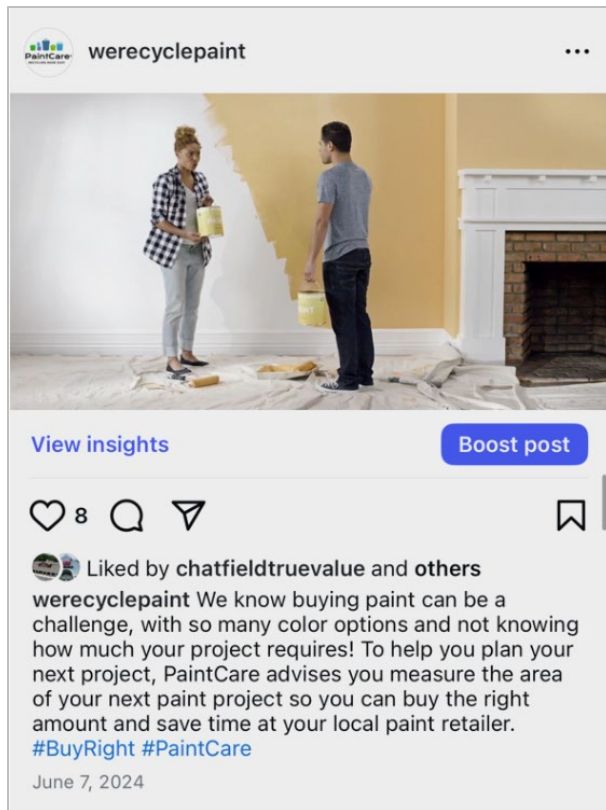 PaintCare
werecyclepaint
View insights
Boost post
8
Liked by chatfieldtruevalue and others
werecyclepaint We know buying paint can be a
challenge, with so many color options and not knowing
how much your project requires! To help you plan your
next project, PaintCare advises you measure the area
of your next paint project so you can buy the right
amount and save time at your local paint retailer.
#BuyRight #PaintCare
June 7, 2024